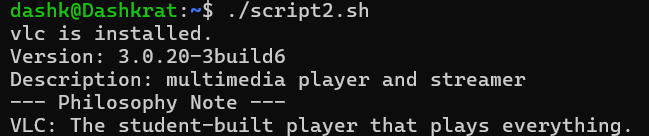 dashk@Dashkrat:~$ ./script2.sh
vlc is installed.
Version: 3.0.20-3build6
Description: multimedia player and streamer
--- Philosophy Note ---
VLC: The student-built player that plays everything.